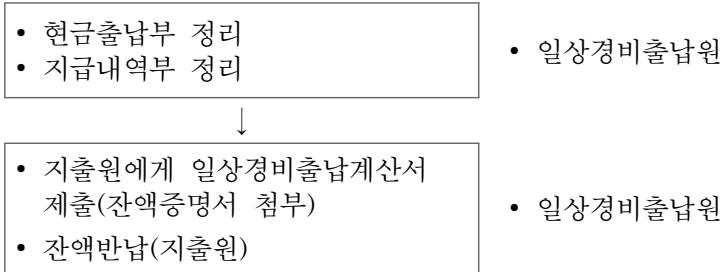 • 현금출납부 정리
• 지급내역부 정리
• 일상경비출납원
↓
• 지출원에게 일상경비출납계산서
제출(잔액증명서 첨부)
• 잔액반납(지출원)
• 일상경비출납원